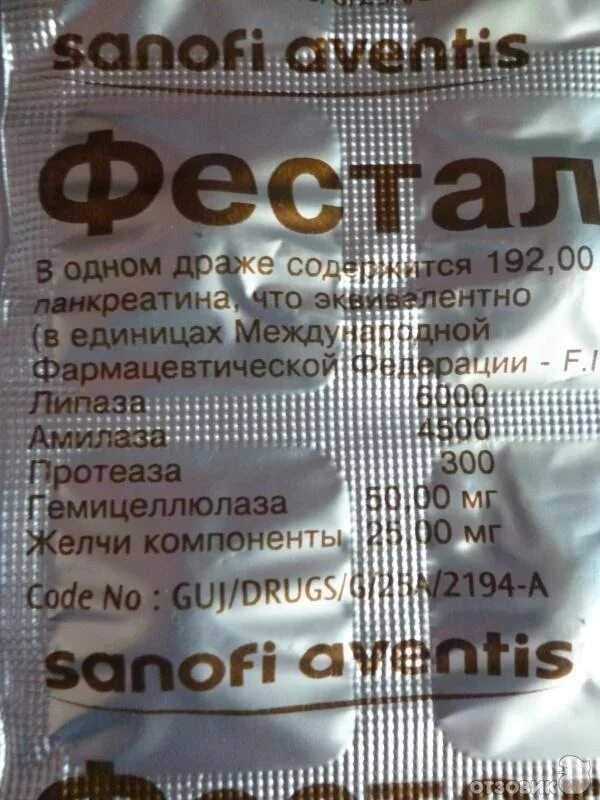 sanofi aventis
Фестал
В одном драже содержится 192,00
панкреатина, что эквивалентно
(в единицах Международной
Фармацевтической Федерации - F.I
Липаза 6000
Амилаза 4500
Протеаза 300
Гемицеллюлаза 50,00 мг
Желчи компоненты 25,00 мг
Code No : GUJ/DRUGS/G/25A/2194-A
sanofi aventis
отзовик